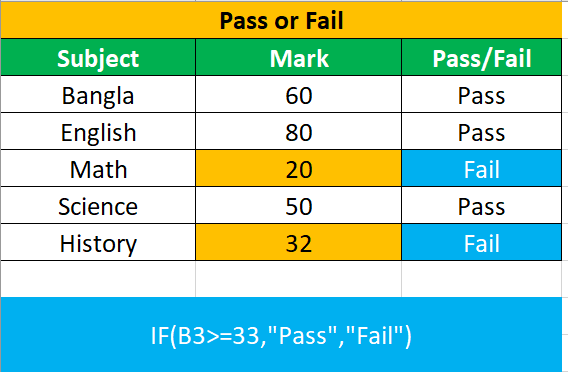 Pass or Fail
Subject Mark Pass/Fail
Bangla 60 Pass
English 80 Pass
Math 20 Fail
Science 50 Pass
History 32 Fail
IF(B3>=33,"Pass","Fail")